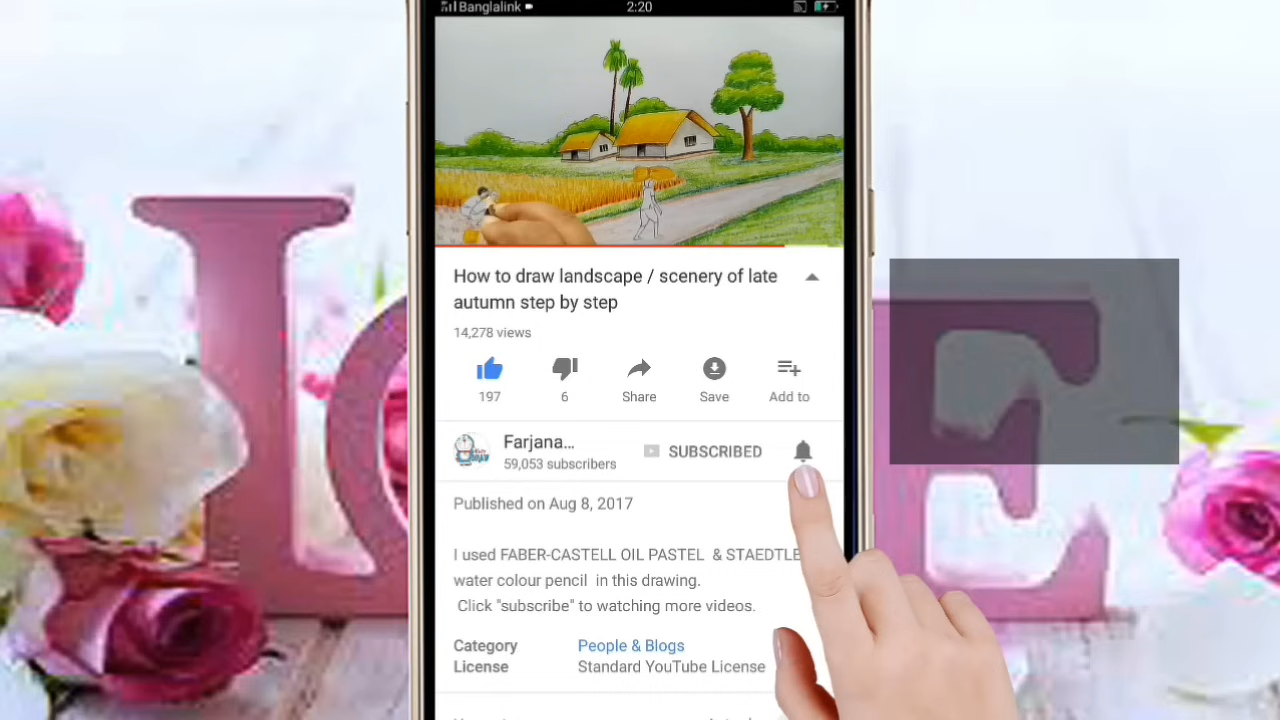 Banglalink
2:20
How to draw landscape / scenery of late
autumn step by step
14,278 views
197
6
Share
Save
Add to
Farjana...
59,053 subscribers
SUBSCRIBED
Published on Aug 8, 2017
I used FABER-CASTELL OIL PASTEL & STAEDTLE
water colour pencil in this drawing.
Click "subscribe" to watching more videos.
Category
People & Blogs
License
Standard YouTube License